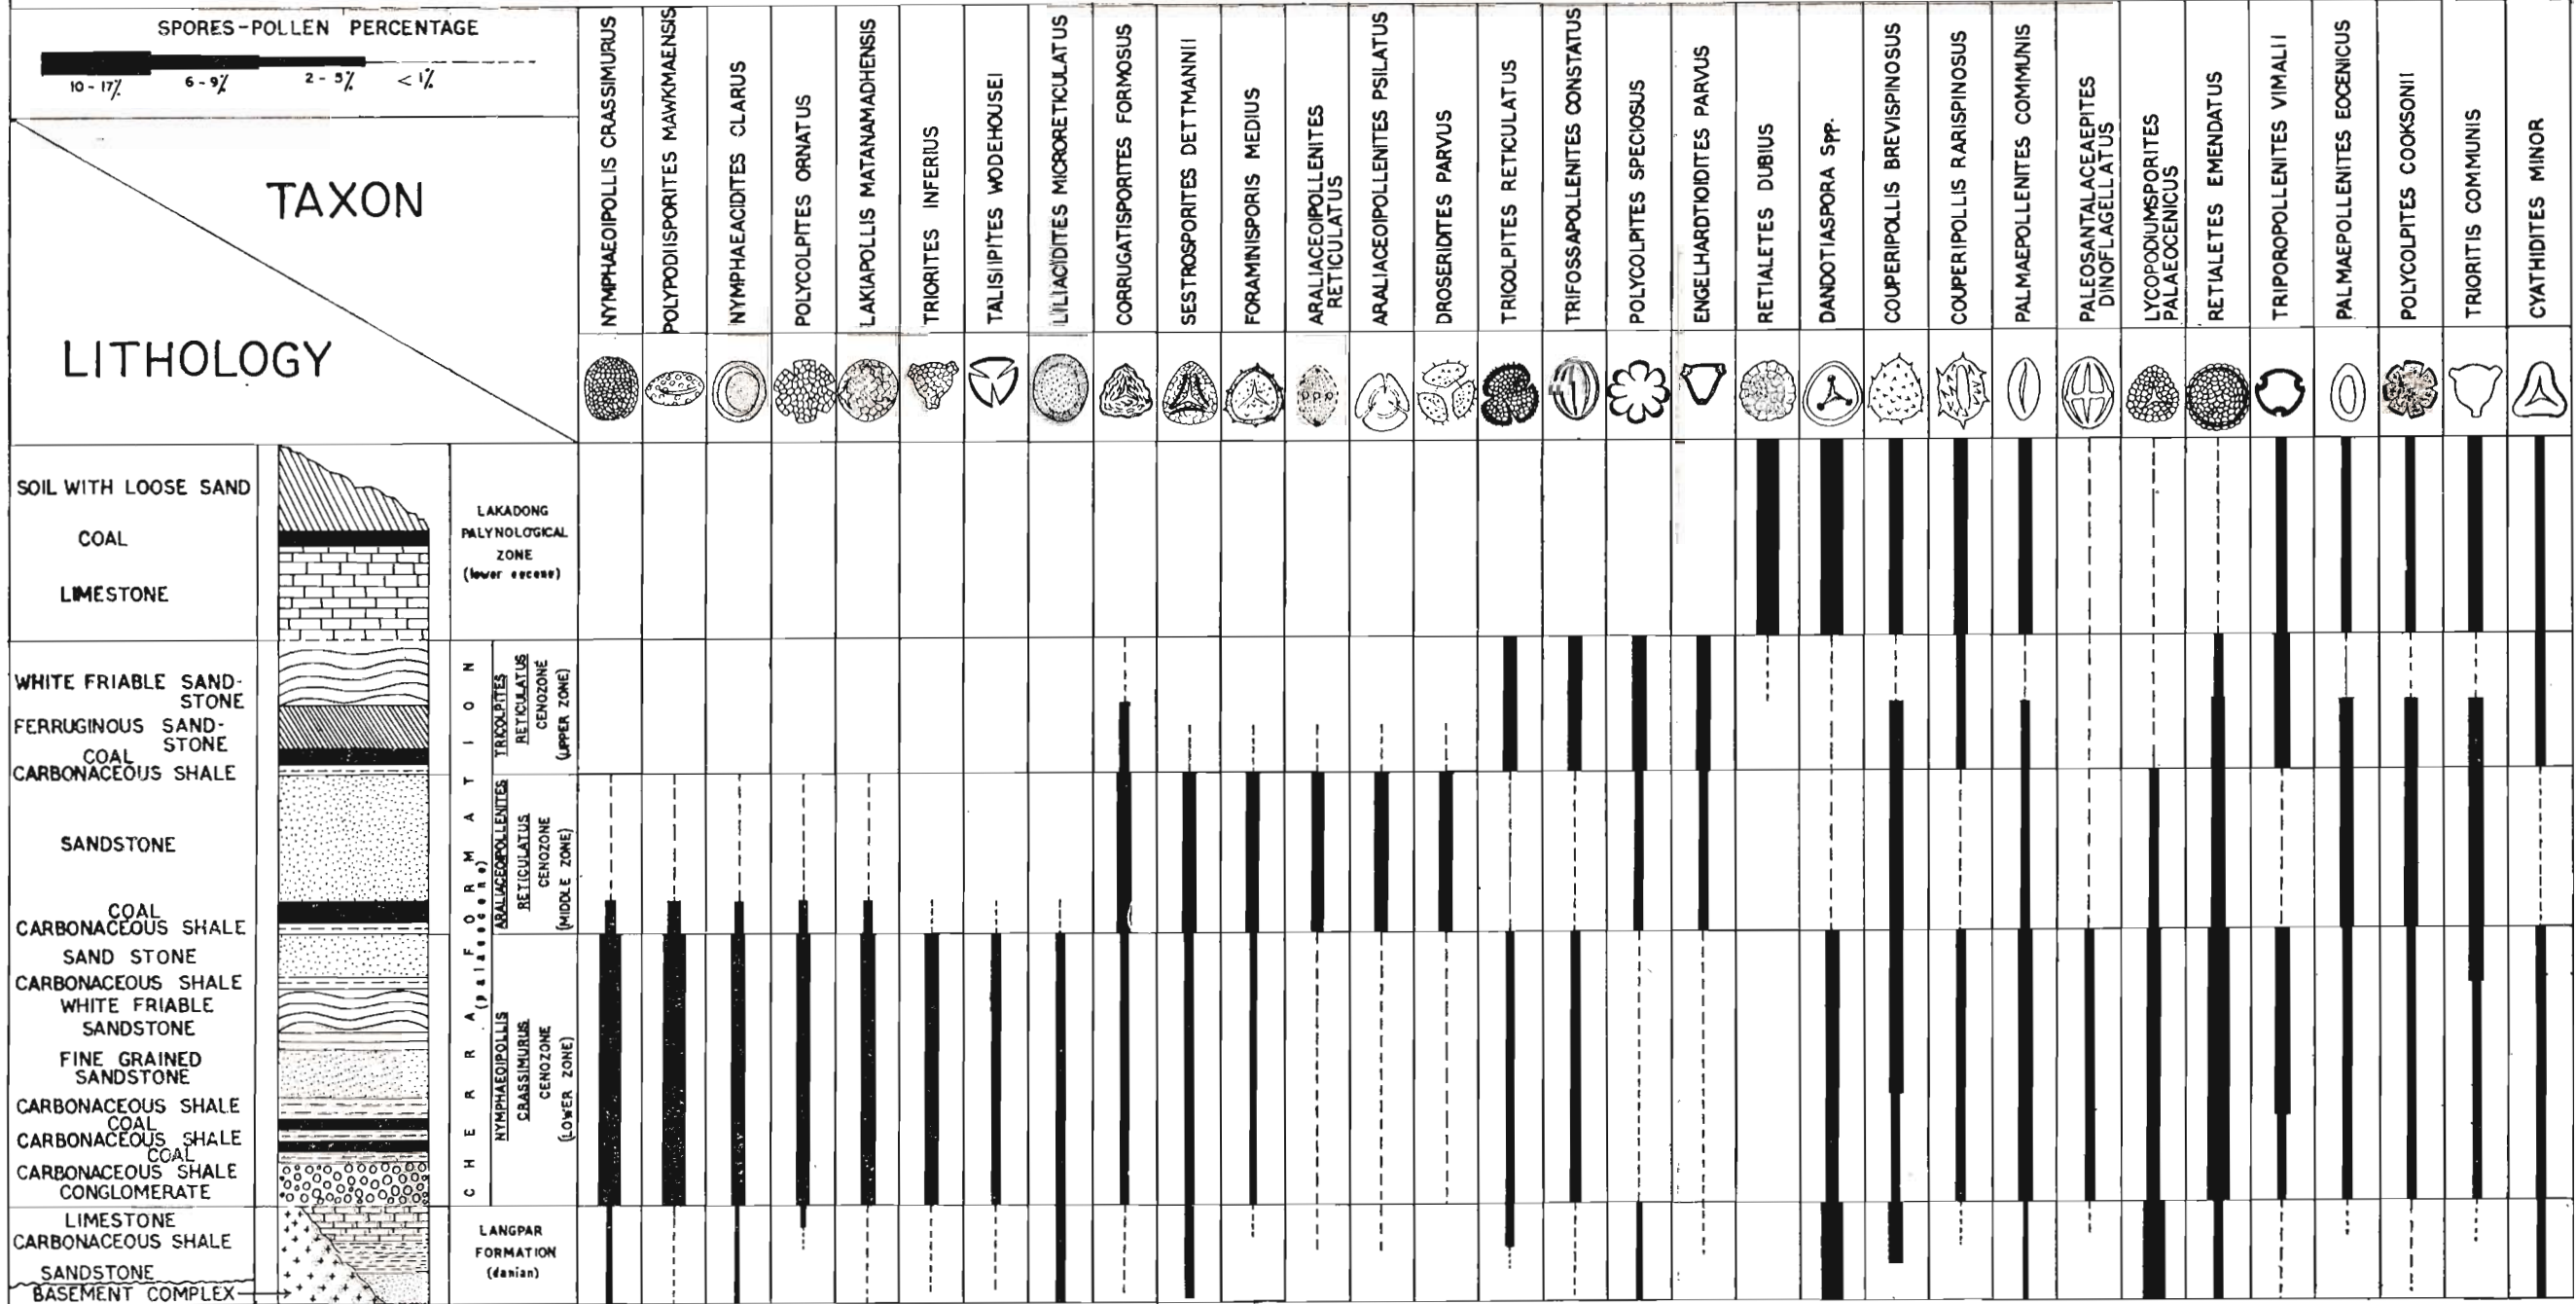 SPORES-POLLEN PERCENTAGE
10-17% 6-9% 2-5% <1%
TAXON
LITHOLOGY
NYMPHAEOIPOLLIS CRASSIMURUS
POLYPODIISPORITES MAWKMAENSIS
NYMPHAEACIDITES CLARUS
POLYCOLPITES ORNATUS
LAKIAPOLLIS MATANAMADHENSIS
TRIORITES INFERIUS
TALISIIPITES WODEHOUSEI
LILIACIDITES MICRORETICULATUS
CORRUGATISPORITES FORMOSUS
SESTROSPORITES DETTMANNII
FORAMINISPORIS MEDIUS
ARALIACEOIPOLLENITES
RETICULATUS
ARALIACEOIPOLLENITES PSILATUS
DROSERIDITES PARVUS
TRICOLPITES RETICULATUS
TRIFOSSAPOLLENITES CONSTATUS
POLYCOLPITES SPECIOSUS
ENGELHARDTIOIDITES PARVUS
RETIALETES DUBIUS
DANDOTIASPORA Spp.
COUPERIPOLLIS BREVISPINOSUS
COUPERIPOLLIS RARISPINOSUS
PALMAEPOLLENITES COMMUNIS
PALEOSANTALACEAEPITES
DINOFLAGELLATUS
LYCOPODIUMSPORITES
PALAEOCENICUS
RETIALETES EMENDATUS
TRIPOROPOLLENITES VIMALII
PALMAEPOLLENITES EOCENICUS
POLYCOLPITES COOKSONII
TRIORITIS COMMUNIS
CYATHIDITES MINOR
SOIL WITH LOOSE SAND
COAL
LIMESTONE
WHITE FRIABLE SAND-
STONE
FERRUGINOUS SAND-
STONE
COAL
CARBONACEOUS SHALE
SANDSTONE
COAL
CARBONACEOUS SHALE
SAND STONE
CARBONACEOUS SHALE
WHITE FRIABLE
SANDSTONE
FINE GRAINED
SANDSTONE
CARBONACEOUS SHALE
COAL
CARBONACEOUS SHALE
COAL
CARBONACEOUS SHALE
CONGLOMERATE
LIMESTONE
CARBONACEOUS SHALE
SANDSTONE
BASEMENT COMPLEX
LAKADONG
PALYNOLOGICAL
ZONE
(lower eocene)
CHERRA FORMATION
(palaeocene)
TRICOLPITES
RETICULATUS
CENOZONE
(UPPER ZONE)
ARALIACEOIPOLLENITES
RETICULATUS
CENOZONE
(MIDDLE ZONE)
NYMPHAEOIPOLLIS
CRASSIMURUS
CENOZONE
(LOWER ZONE)
LANGPAR
FORMATION
(danian)